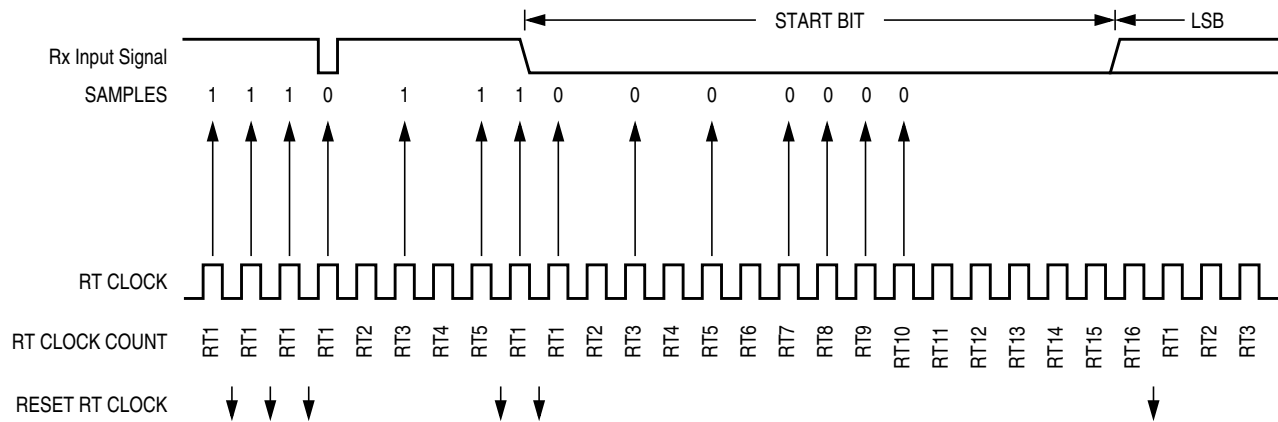 START BIT LSB
Rx Input Signal
SAMPLES 1 1 1 0 1 1 1 0 0 0 0 0 0 0
RT CLOCK
RT CLOCK COUNT RT1 RT1 RT1 RT1 RT2 RT3 RT4 RT5 RT1 RT1 RT2 RT3 RT4 RT5 RT6 RT7 RT8 RT9 RT10 RT11 RT12 RT13 RT14 RT15 RT16 RT1 RT2 RT3
RESET RT CLOCK